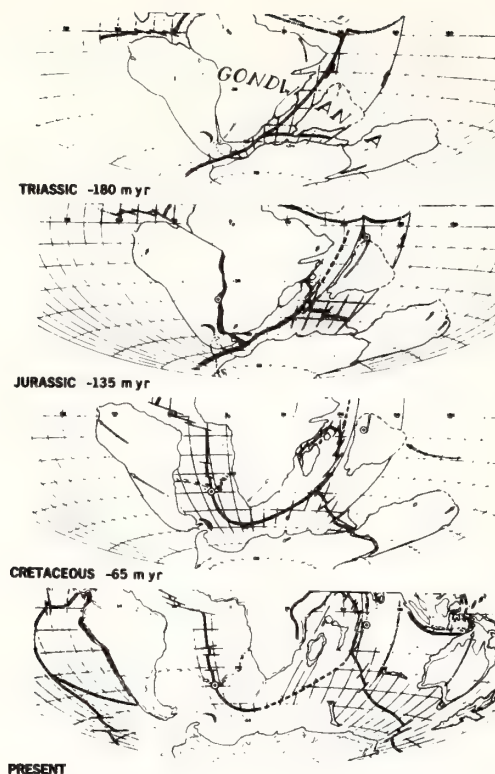 GONDWANA
TRIASSIC -180 m yr
JURASSIC -135 m yr
CRETACEOUS -65 m yr
PRESENT